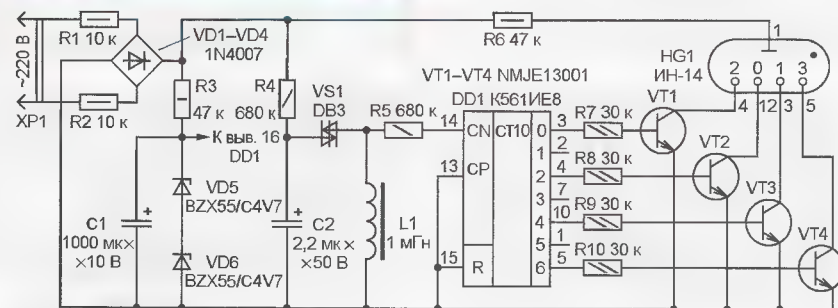 ~220 В
XP1
R1 10 к
R2 10 к
VD1–VD4
1N4007
R3
47 к
К выв. 16
DD1
VD5
BZX55/C4V7
VD6
BZX55/C4V7
C1
+
1000 мк×
×10 В
R4
680 к
VS1
DB3
C2
+
2,2 мк×
×50 В
L1
1 мГн
R5 680 к
R6 47 к
VT1–VT4 NMJE13001
DD1 К561ИЕ8
14
13
15
CN
CP
R
CT10
0
1
2
3
4
5
6
3
2
4
7
10
1
5
R7 30 к
R8 30 к
R9 30 к
R10 30 к
VT1
VT2
VT3
VT4
HG1
ИН-14
1
2 0 1 3
4 12 3 5